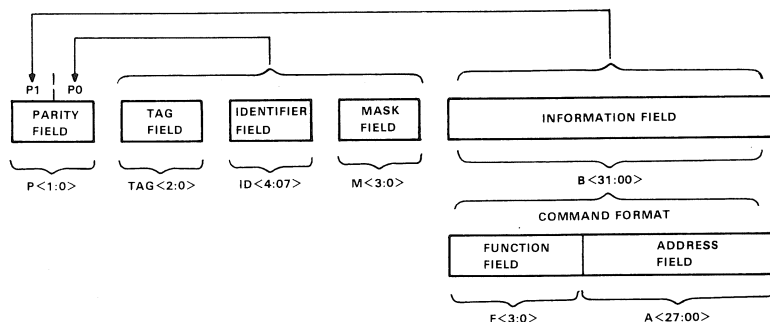 P1 P0
PARITY FIELD
TAG FIELD
IDENTIFIER FIELD
MASK FIELD
INFORMATION FIELD
P<1:0>
TAG<2:0>
ID<4:07>
M<3:0>
B<31:00>
COMMAND FORMAT
FUNCTION FIELD
ADDRESS FIELD
F<3:0>
A<27:00>